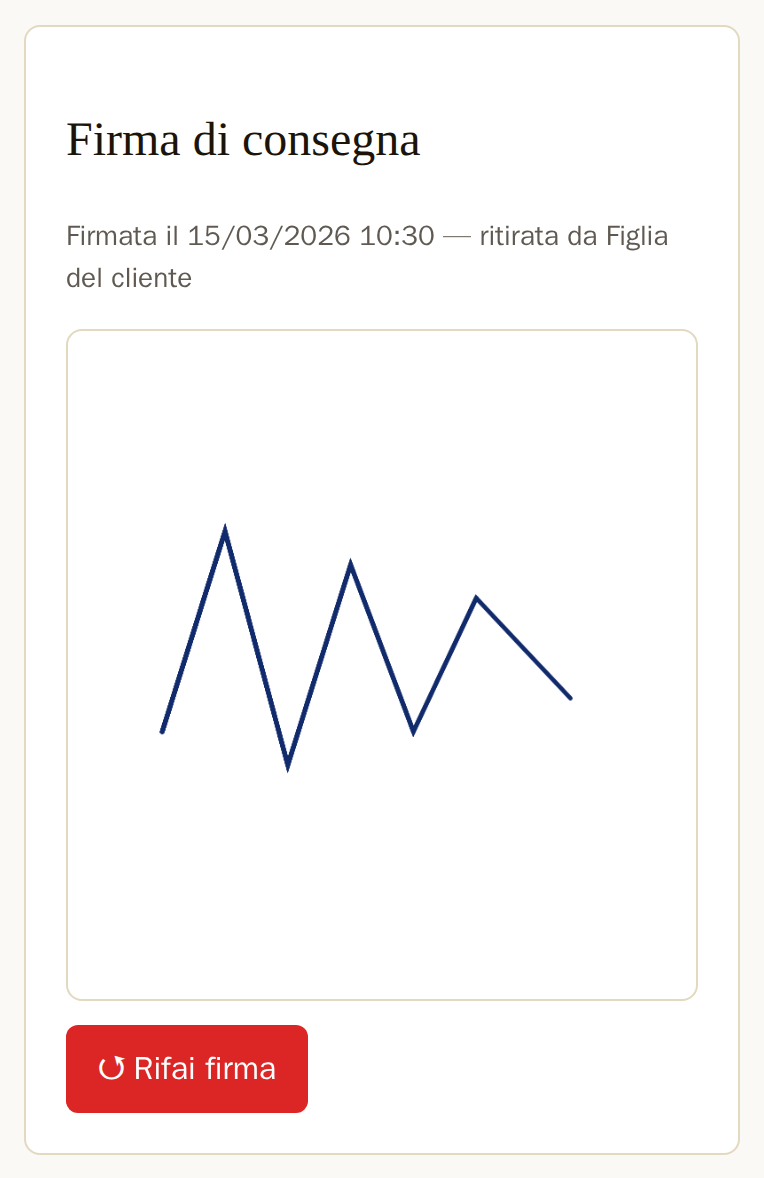 Firma di consegna
Firmata il 15/03/2026 10:30 — ritirata da Figlia
del cliente
↺ Rifai firma